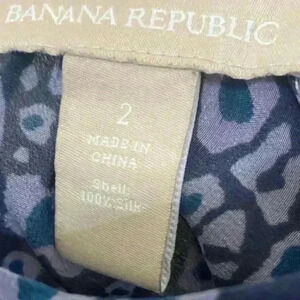 BANANA REPUBLIC
2
MADE IN
CHINA
Shell:
100% Silk